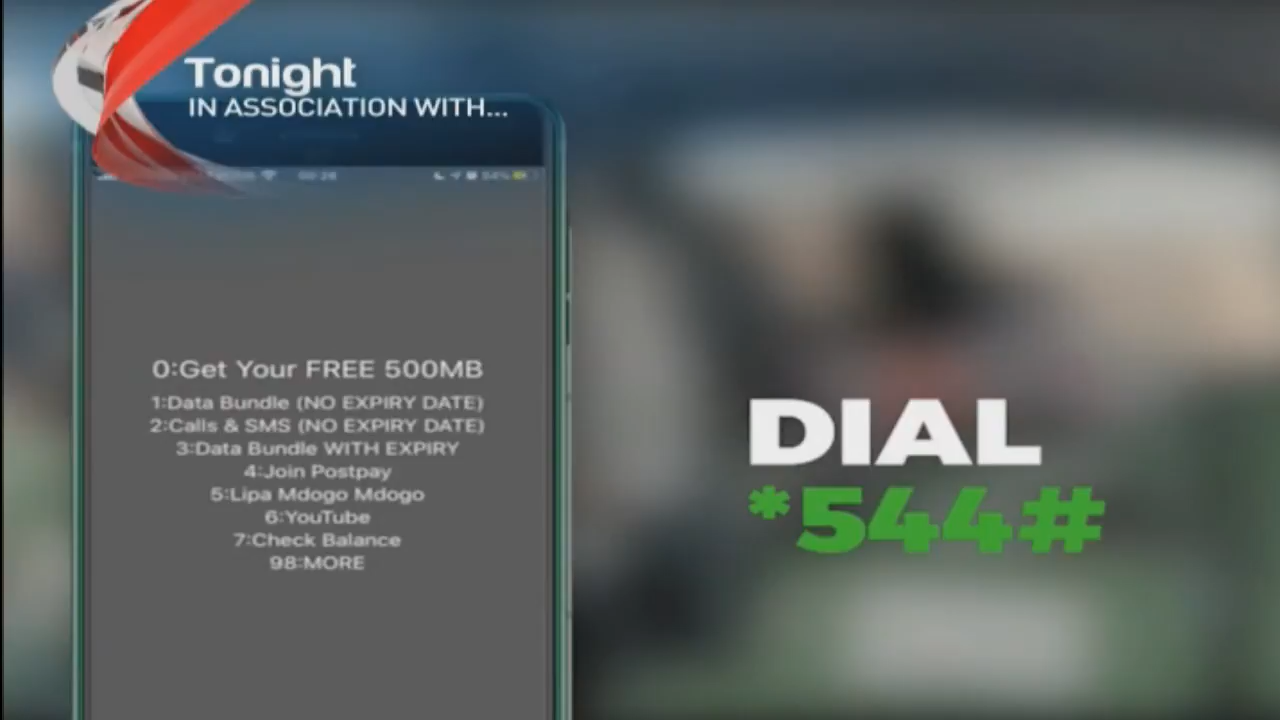 Tonight
IN ASSOCIATION WITH...
0:Get Your FREE 500MB
1:Data Bundle (NO EXPIRY DATE)
2:Calls & SMS (NO EXPIRY DATE)
3:Data Bundle WITH EXPIRY
4:Join Postpay
5:Lipa Mdogo Mdogo
6:YouTube
7:Check Balance
98:MORE
DIAL
*544#